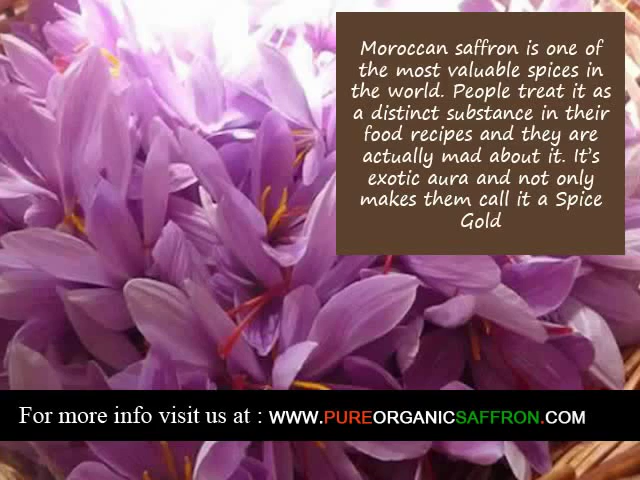 Moroccan saffron is one of
the most valuable spices in
the world. People treat it as
a distinct substance in their
food recipes and they are
actually mad about it. It's
exotic aura and not only
makes them call it a Spice
Gold
For more info visit us at : WWW.PUREORGANICSAFFRON.COM